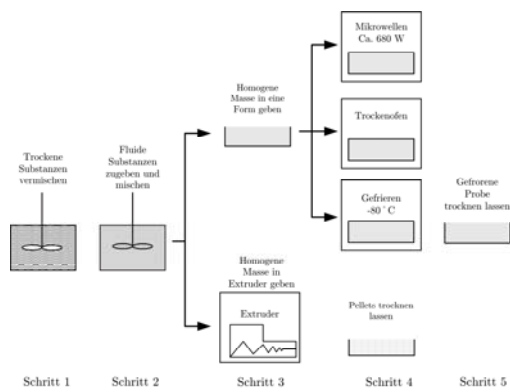 Mikrowellen
Ca. 680 W
Homogene
Masse in eine
Form geben
Trockenofen
Trockene
Substanzen
vermischen
Fluide
Substanzen
zugeben und
mischen
Gefrieren
-80°C
Gefrorene
Probe
trocknen lassen
Homogene
Masse in
Extruder geben
Extruder
Pellets trocknen
lassen
Schritt 1
Schritt 2
Schritt 3
Schritt 4
Schritt 5